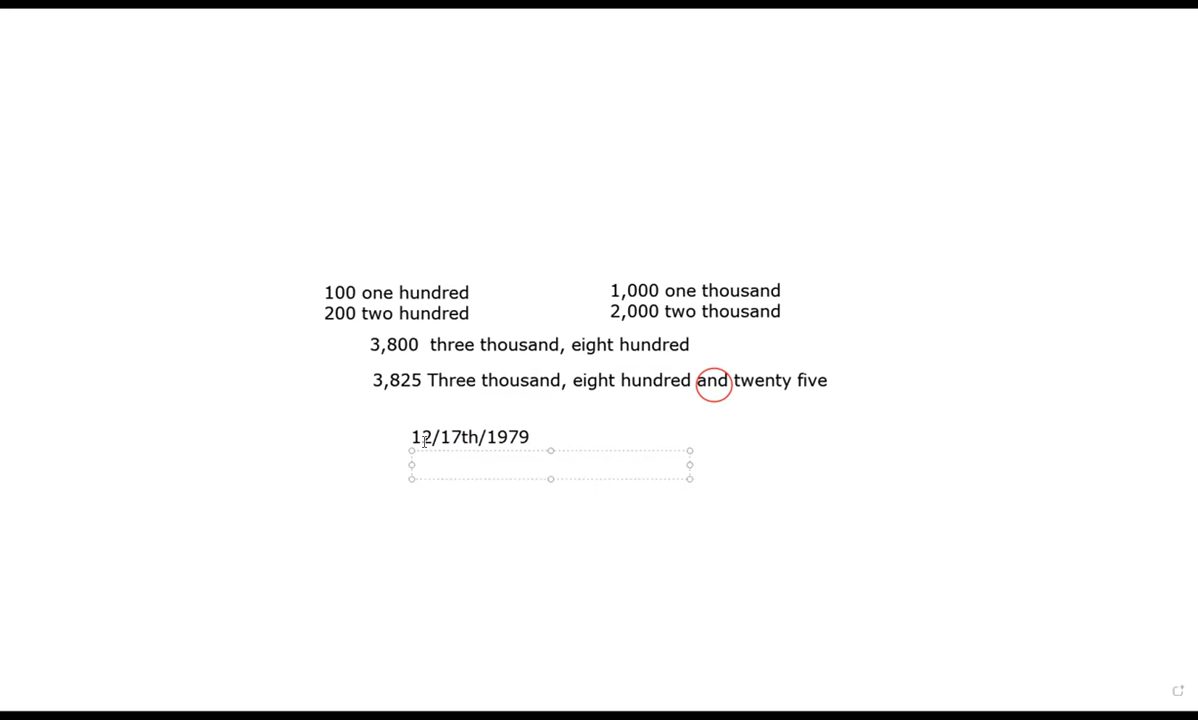 100 one hundred
200 two hundred
1,000 one thousand
2,000 two thousand
3,800 three thousand, eight hundred
3,825 Three thousand, eight hundred and twenty five
12/17th/1979